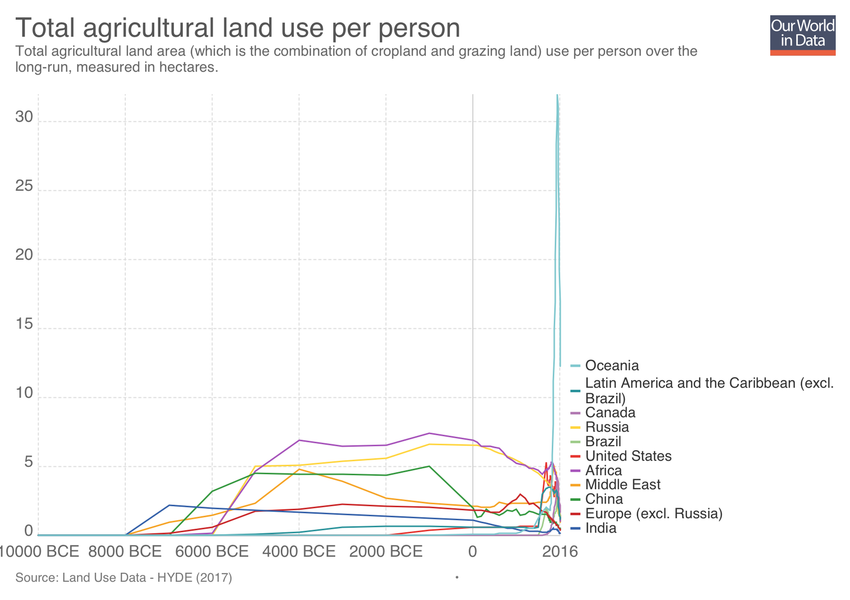 Total agricultural land use per person
Total agricultural land area (which is the combination of cropland and grazing land) use per person over the
long-run, measured in hectares.
Our World
in Data
30
25
20
15
10
5
0
10000 BCE 8000 BCE 6000 BCE 4000 BCE 2000 BCE 0 2016
Oceania
Latin America and the Caribbean (excl.
Brazil)
Canada
Russia
Brazil
United States
Africa
Middle East
China
Europe (excl. Russia)
India
Source: Land Use Data - HYDE (2017) •